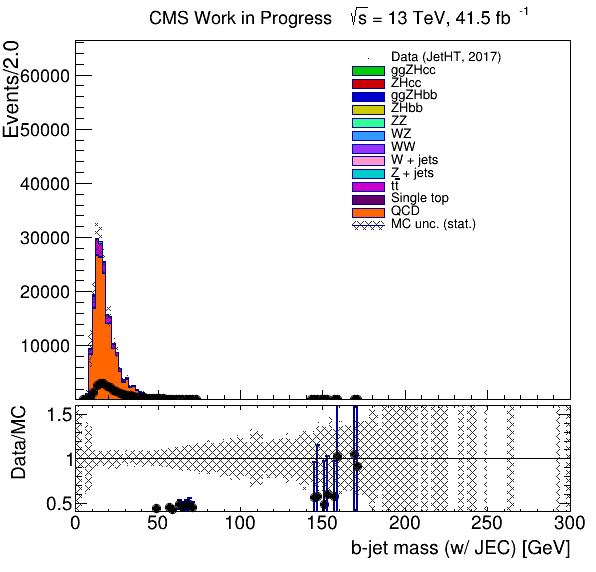 CMS Work in Progress √s = 13 TeV, 41.5 fb⁻¹
Events/2.0
60000
50000
40000
30000
20000
10000
Data (JetHT, 2017)
ggZHcc
ZHcc
ggZHbb
ZHbb
ZZ
WZ
WW
W + jets
Z + jets
tt̅
Single top
QCD
MC unc. (stat.)
Data/MC
1.5
1
0.5
0 50 100 150 200 250 300
b-jet mass (w/ JEC) [GeV]